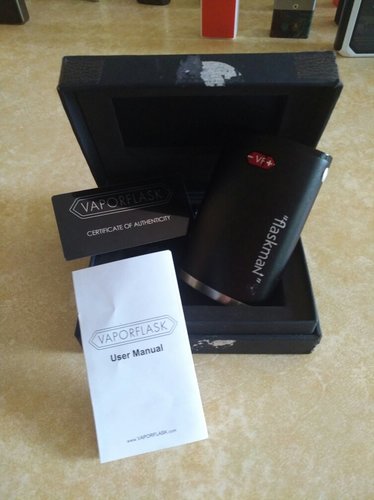 - VF +
"flaskman"
VAPORFLASK
CERTIFICATE OF AUTHENTICITY
VAPORFLASK
User Manual
www.VAPORFLASK.com